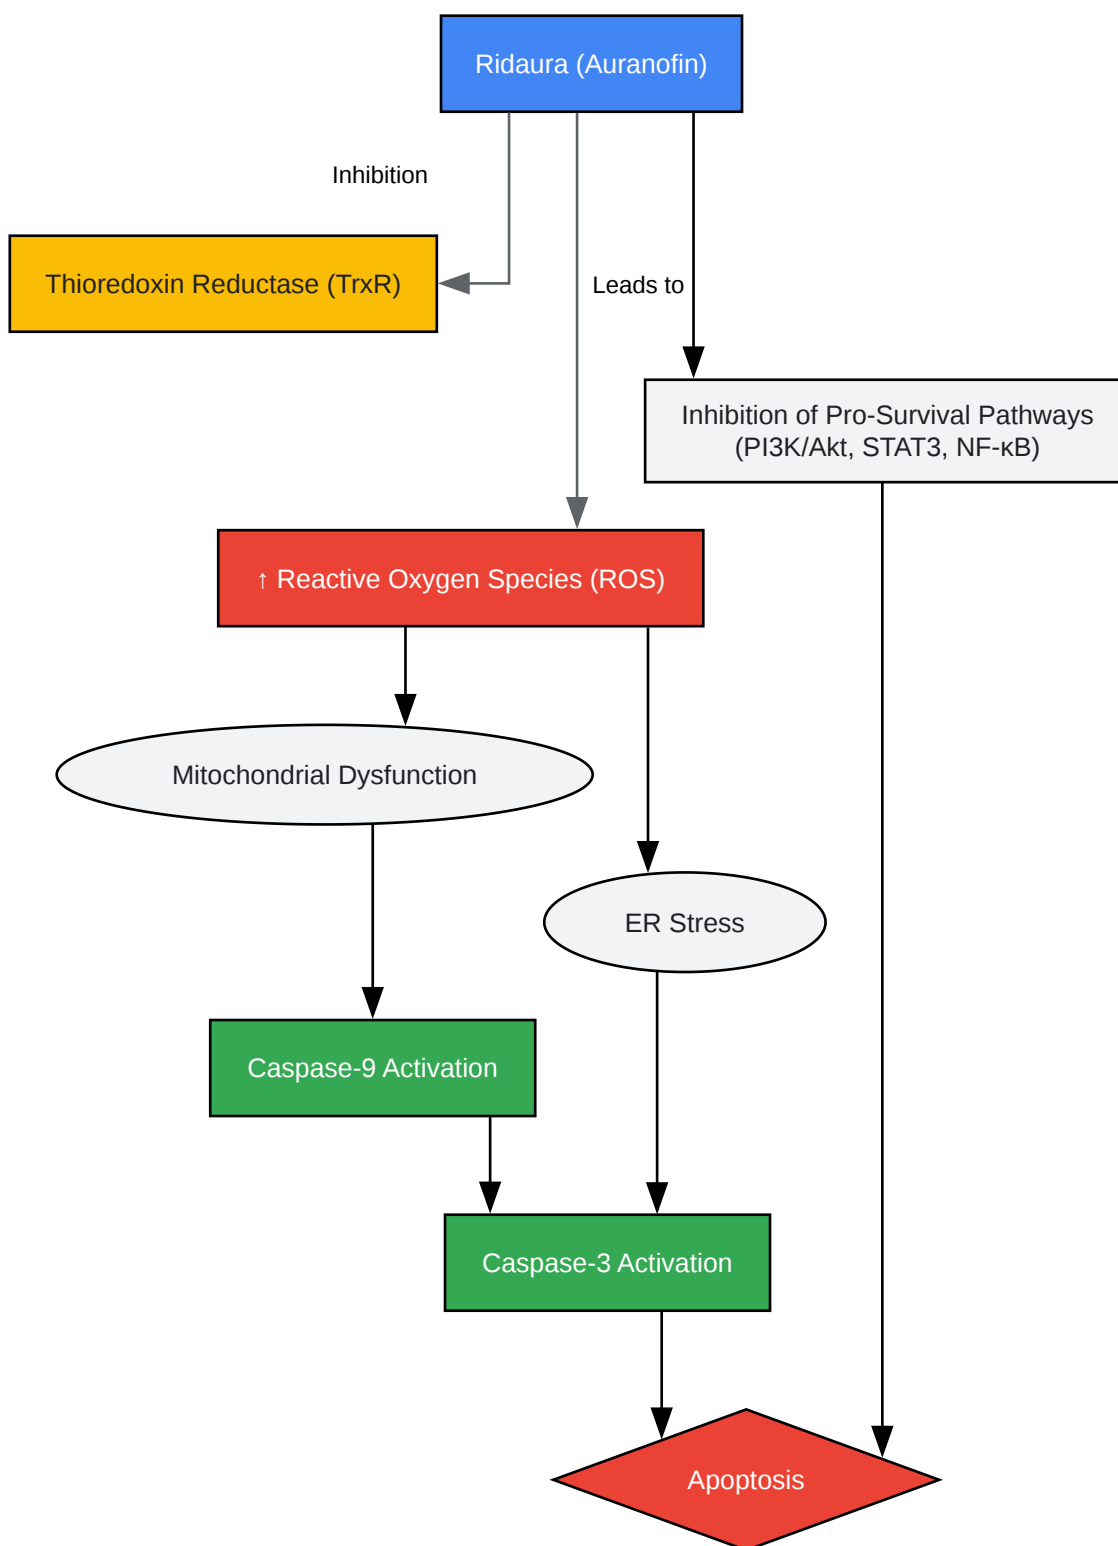 Ridaura (Auranofin)
Inhibition
Thioredoxin Reductase (TrxR)
Leads to
Inhibition of Pro-Survival Pathways
(PI3K/Akt, STAT3, NF-κB)
↑ Reactive Oxygen Species (ROS)
Mitochondrial Dysfunction
ER Stress
Caspase-9 Activation
Caspase-3 Activation
Apoptosis